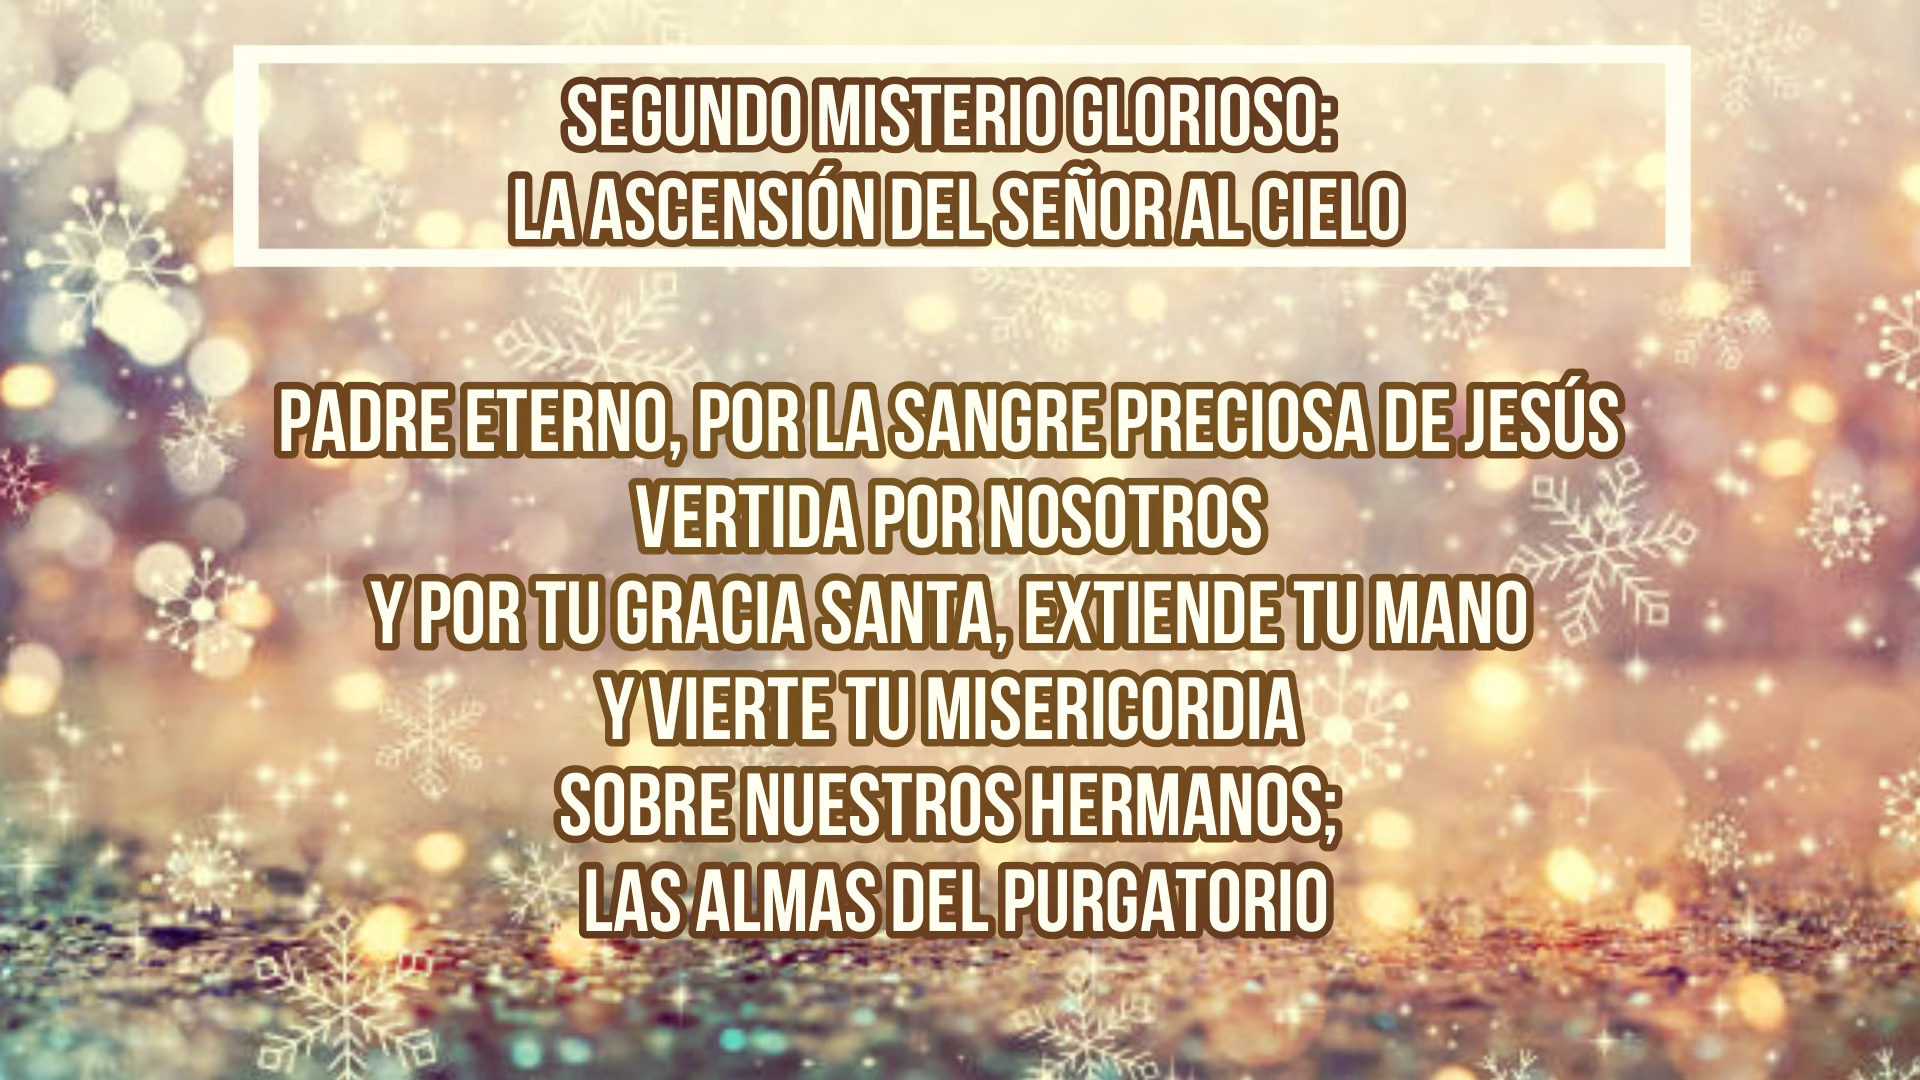 SEGUNDO MISTERIO GLORIOSO:
LA ASCENSIÓN DEL SEÑOR AL CIELO
PADRE ETERNO, POR LA SANGRE PRECIOSA DE JESÚS
VERTIDA POR NOSOTROS
Y POR TU GRACIA SANTA, EXTIENDE TU MANO
Y VIERTE TU MISERICORDIA
SOBRE NUESTROS HERMANOS;
LAS ALMAS DEL PURGATORIO